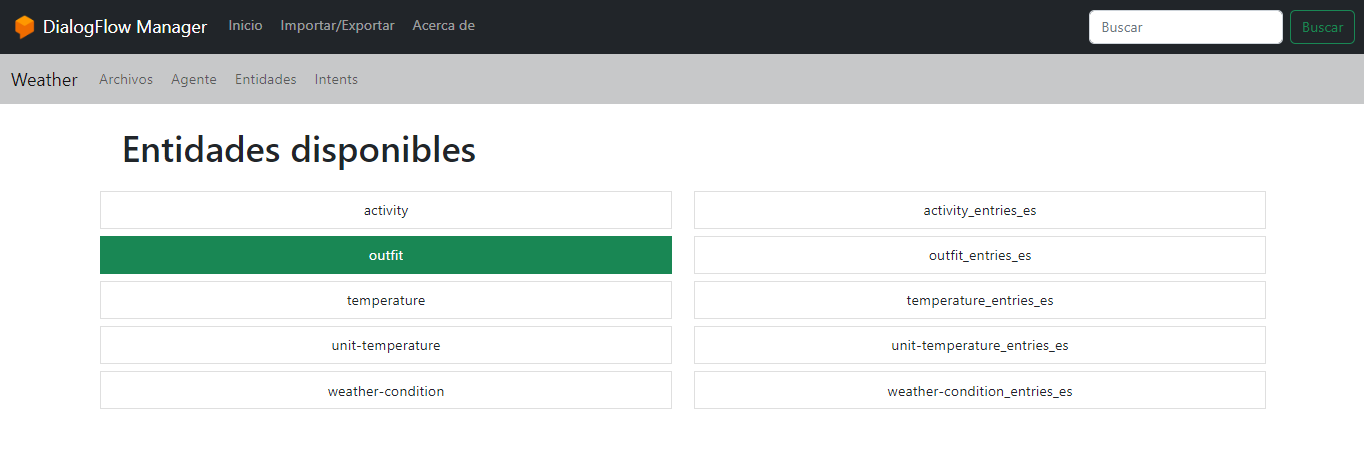 DialogFlow Manager Inicio Importar/Exportar Acerca de Buscar Buscar
Weather Archivos Agente Entidades Intents
Entidades disponibles
activity activity_entries_es
outfit outfit_entries_es
temperature temperature_entries_es
unit-temperature unit-temperature_entries_es
weather-condition weather-condition_entries_es